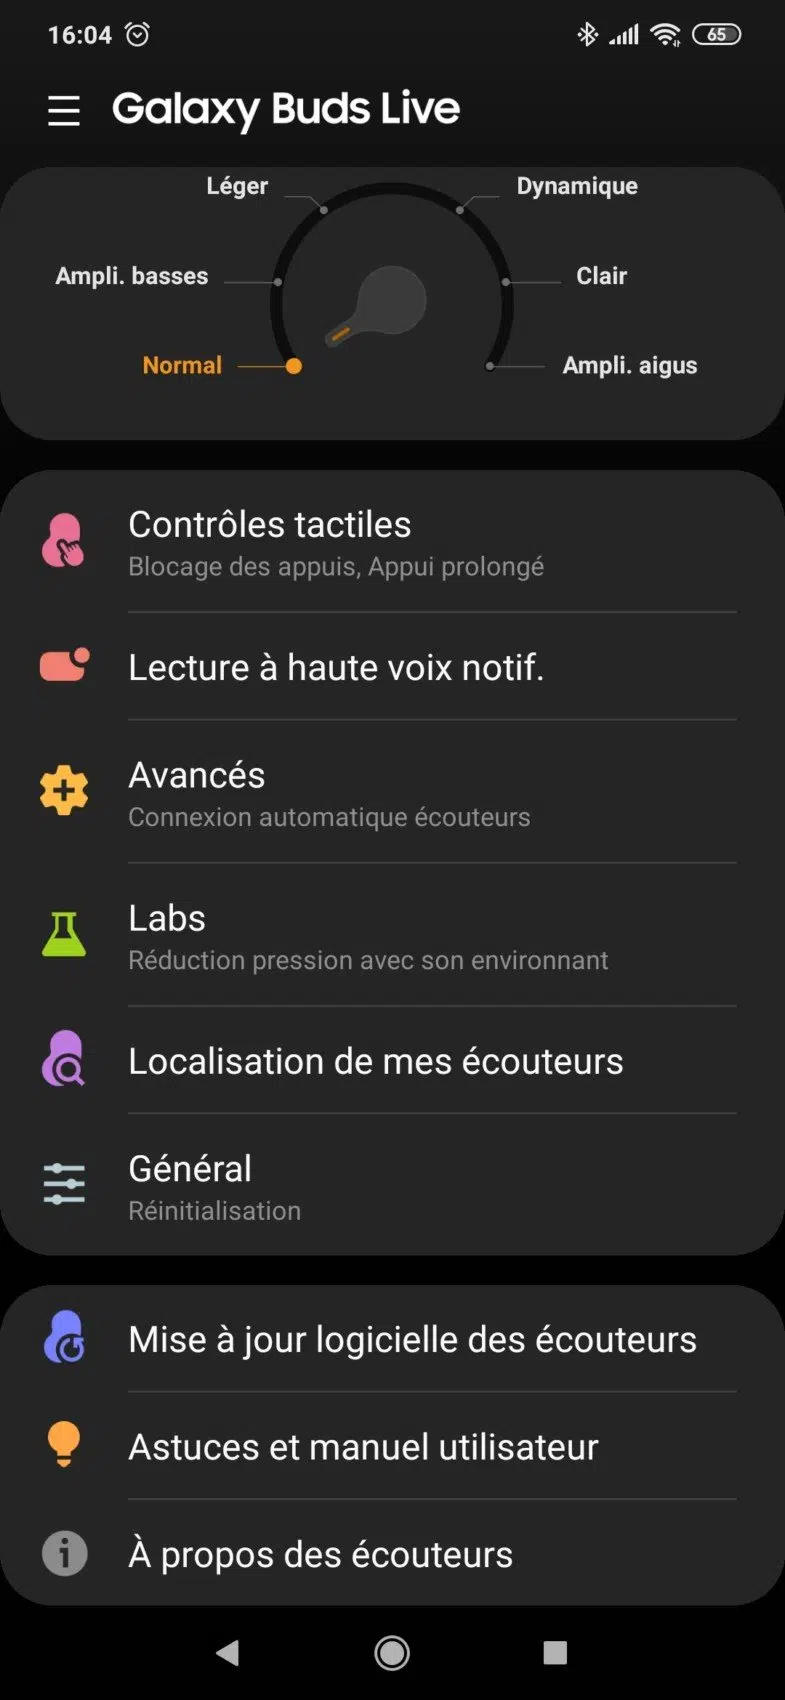 16:04
65
Galaxy Buds Live
Léger
Dynamique
Ampli. basses
Clair
Normal
Ampli. aigus
Contrôles tactiles
Blocage des appuis, Appui prolongé
Lecture à haute voix notif.
Avancés
Connexion automatique écouteurs
Labs
Réduction pression avec son environnant
Localisation de mes écouteurs
Général
Réinitialisation
Mise à jour logicielle des écouteurs
Astuces et manuel utilisateur
À propos des écouteurs